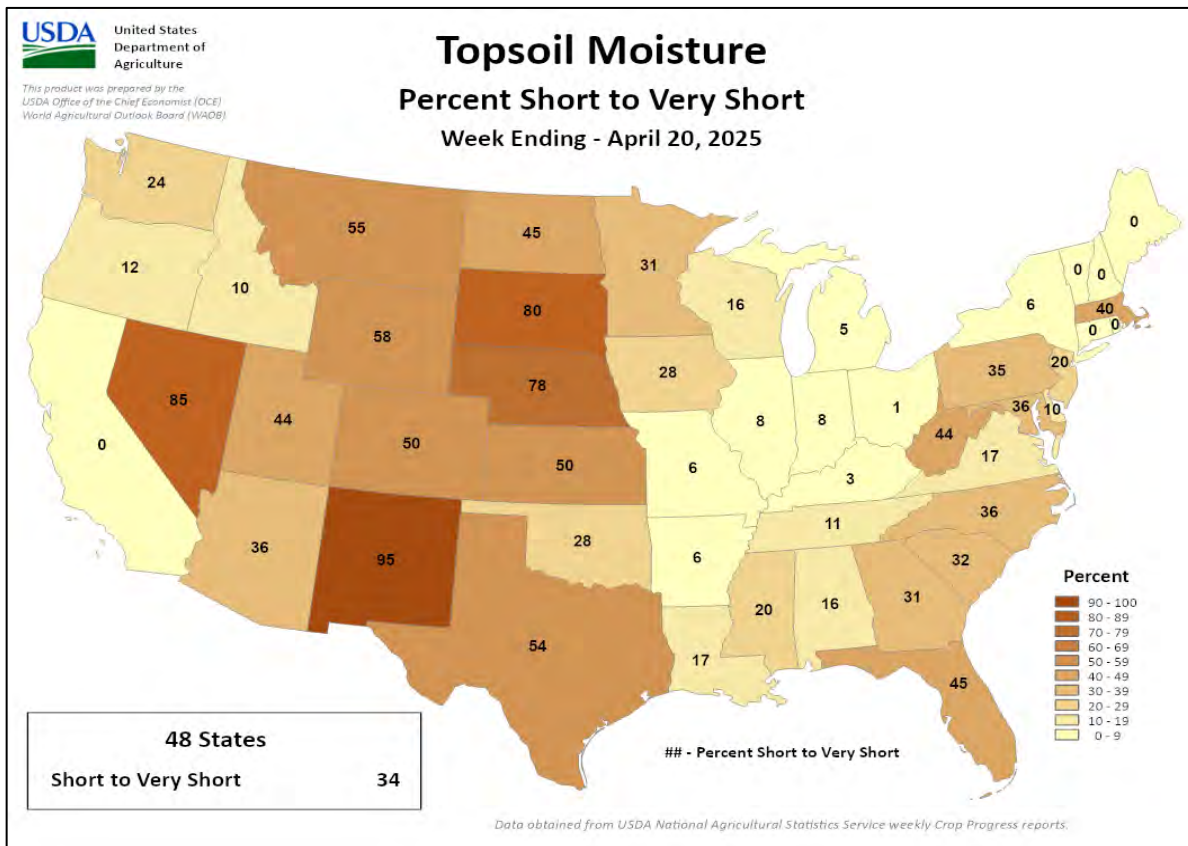 USDA
United States
Department of
Agriculture
This product was prepared by the
USDA Office of the Chief Economist (OCE)
World Agricultural Outlook Board (WAOB)
Topsoil Moisture
Percent Short to Very Short
Week Ending - April 20, 2025
24
55
45
31
0
12
10
80
16
5
6
0
0
40
0
0
58
28
35
20
78
85
44
50
8
8
1
36
10
44
17
0
50
6
3
36
11
36
95
28
6
32
20
16
31
54
17
45
Percent
90 - 100
80 - 89
70 - 79
60 - 69
50 - 59
40 - 49
30 - 39
20 - 29
10 - 19
0 - 9
## - Percent Short to Very Short
48 States
Short to Very Short 34
Data obtained from USDA National Agricultural Statistics Service weekly Crop Progress reports.